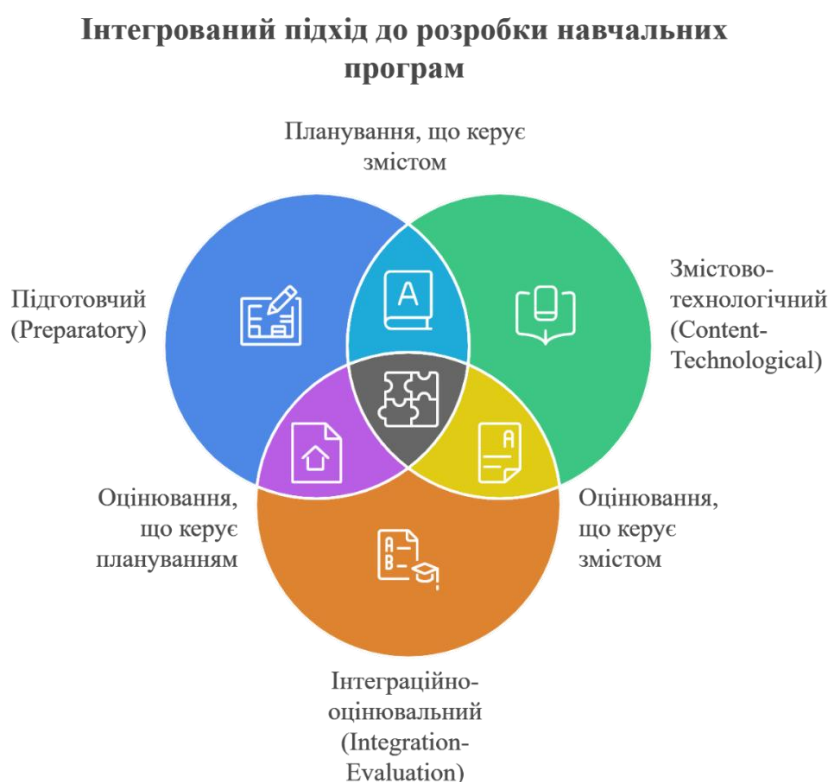 Інтегрований підхід до розробки навчальних
програм
Планування, що керує
змістом
Підготовчий
(Preparatory)
Змістово-
технологічний
(Content-
Technological)
A
A
Оцінювання,
що керує
плануванням
Оцінювання,
що керує
змістом
A
B
Інтеграційно-
оцінювальний
(Integration-
Evaluation)